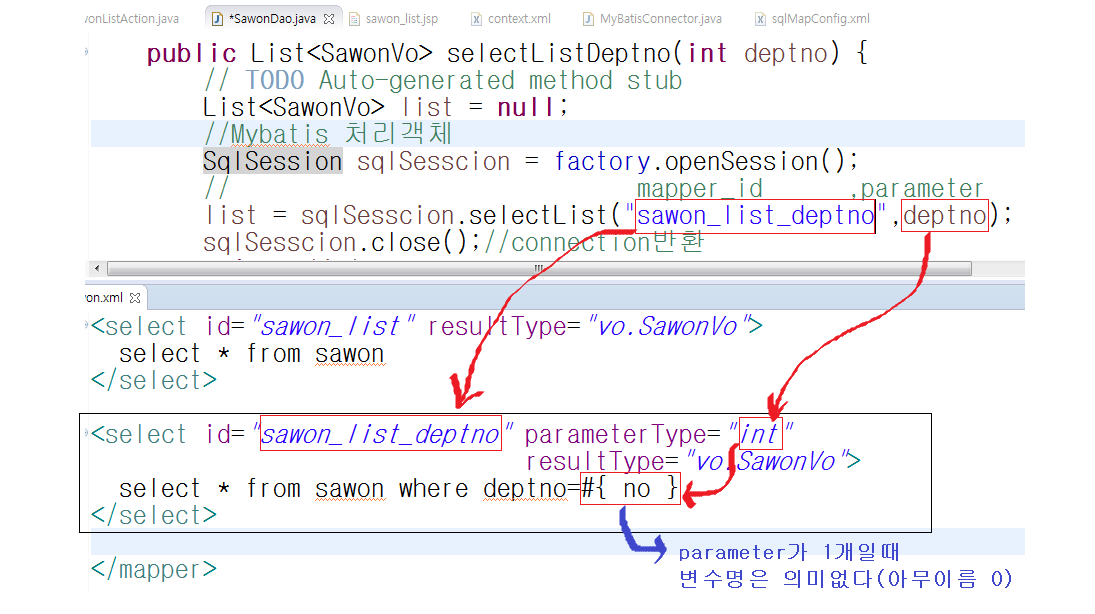 vonListAction.java *SawonDao.java sawon_list.jsp context.xml MyBatisConnector.java sqlMapConfig.xml
public List<SawonVo> selectListDeptno(int deptno) {
// TODO Auto-generated method stub
List<SawonVo> list = null;
//Mybatis 처리객체
SqlSession sqlSesscion = factory.openSession();
// mapper_id ,parameter
list = sqlSesscion.selectList("sawon_list_deptno",deptno);
sqlSesscion.close();//connection반환
on.xml
<select id="sawon_list" resultType="vo.SawonVo">
select * from sawon
</select>
<select id="sawon_list_deptno" parameterType="int"
resultType="vo.SawonVo">
select * from sawon where deptno=#{ no }
</select>
parameter가 1개일때
변수명은 의미없다(아무이름 O)
</mapper>